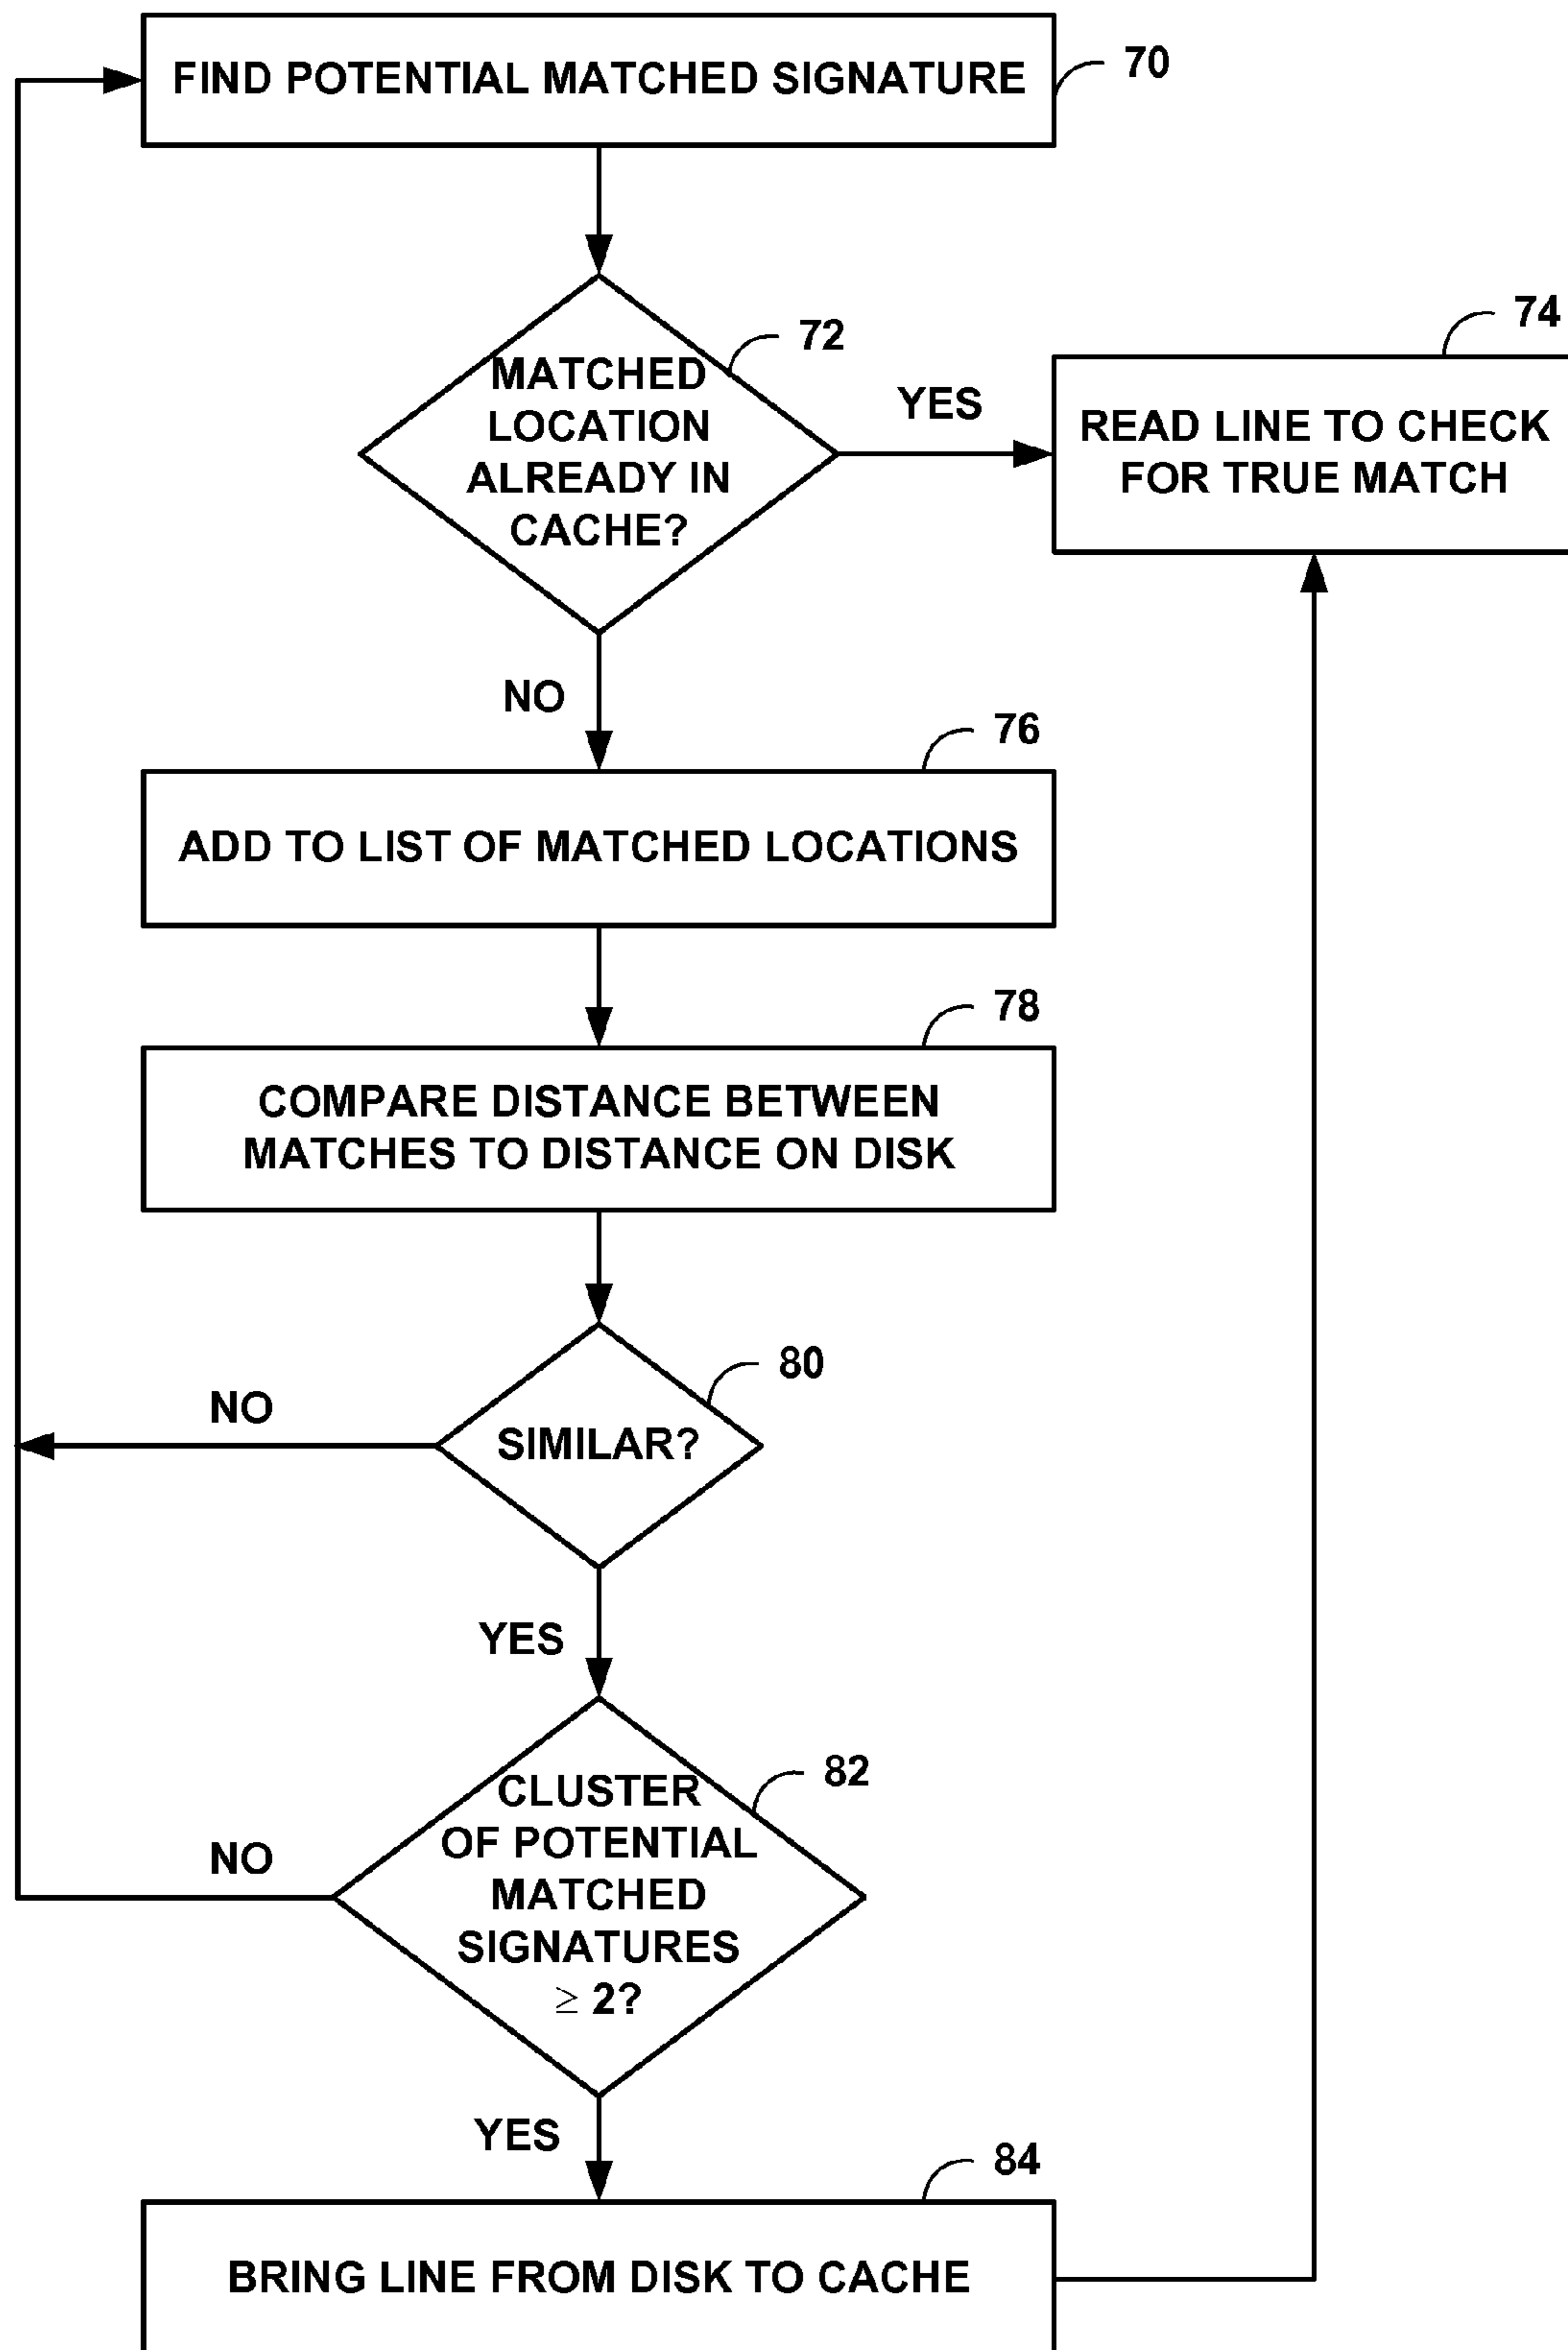 FIND POTENTIAL MATCHED SIGNATURE
70
72
MATCHED
LOCATION
ALREADY IN
CACHE?
YES
74
READ LINE TO CHECK
FOR TRUE MATCH
NO
76
ADD TO LIST OF MATCHED LOCATIONS
78
COMPARE DISTANCE BETWEEN
MATCHES TO DISTANCE ON DISK
80
NO
SIMILAR?
YES
82
CLUSTER
OF POTENTIAL
MATCHED
SIGNATURES
≥ 2?
NO
YES
84
BRING LINE FROM DISK TO CACHE